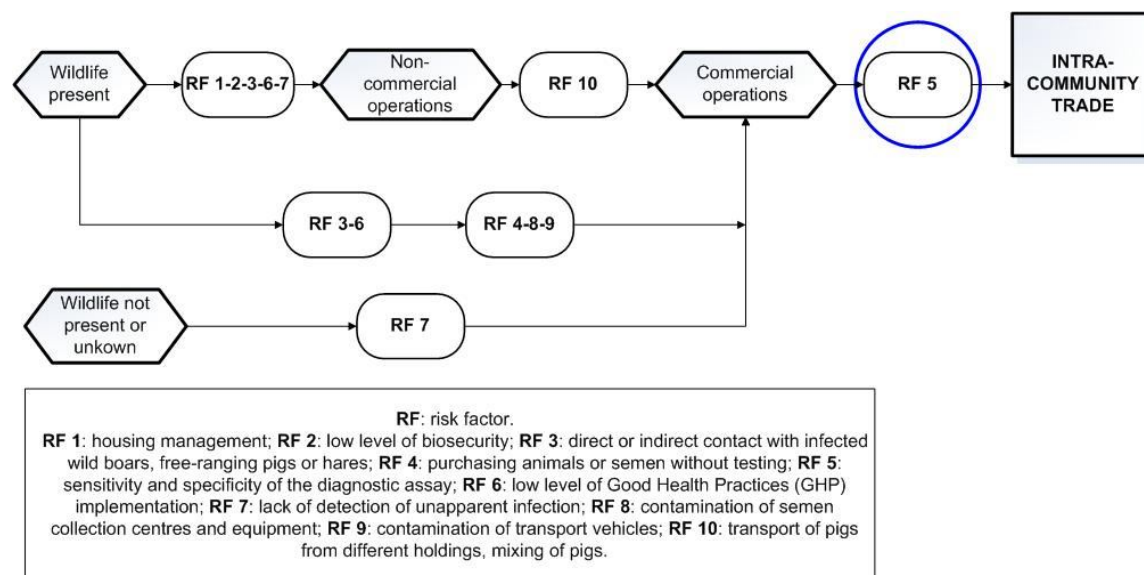 Wildlife
present
RF 1-2-3-6-7
Non-
commercial
operations
RF 10
Commercial
operations
RF 5
INTRA-
COMMUNITY
TRADE
RF 3-6
RF 4-8-9
Wildlife not
present or
unkown
RF 7
RF: risk factor.
RF 1: housing management; RF 2: low level of biosecurity; RF 3: direct or indirect contact with infected
wild boars, free-ranging pigs or hares; RF 4: purchasing animals or semen without testing; RF 5:
sensitivity and specificity of the diagnostic assay; RF 6: low level of Good Health Practices (GHP)
implementation; RF 7: lack of detection of unapparent infection; RF 8: contamination of semen
collection centres and equipment; RF 9: contamination of transport vehicles; RF 10: transport of pigs
from different holdings, mixing of pigs.